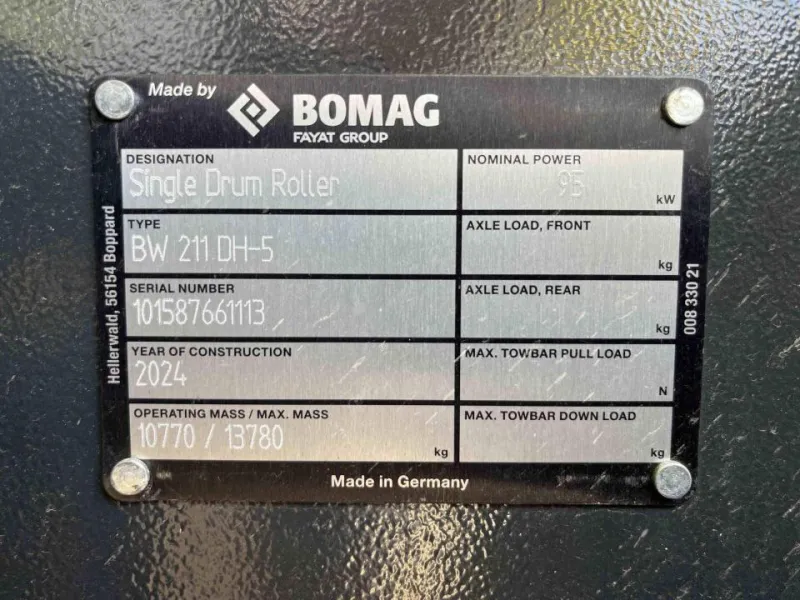 Made by
BOMAG
FAYAT GROUP
DESIGNATION
Single Drum Roller
NOMINAL POWER
95 kW
TYPE
BW 211 DH-5
AXLE LOAD, FRONT
kg
SERIAL NUMBER
101587661113
AXLE LOAD, REAR
kg
YEAR OF CONSTRUCTION
2024
MAX. TOWBAR PULL LOAD
N
OPERATING MASS / MAX. MASS
10770 / 13780 kg
MAX. TOWBAR DOWN LOAD
kg
Hellerwald, 56154 Boppard
008 330 21
Made in Germany